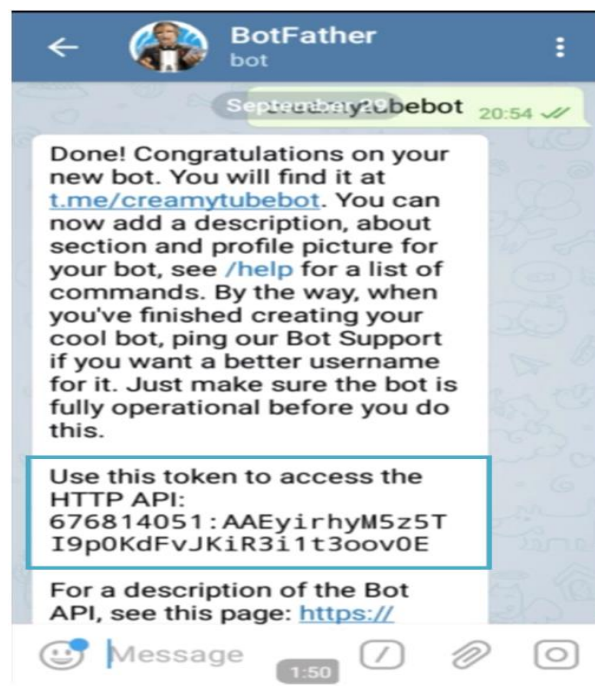 BotFather
bot
September 29
creamytubebot 20:54
Done! Congratulations on your
new bot. You will find it at
t.me/creamytubebot. You can
now add a description, about
section and profile picture for
your bot, see /help for a list of
commands. By the way, when
you've finished creating your
cool bot, ping our Bot Support
if you want a better username
for it. Just make sure the bot is
fully operational before you do
this.
Use this token to access the
HTTP API:
676814051:AAEyirhyM5z5T
I9p0KdFvJKiR3i1t3oov0E
For a description of the Bot
API, see this page: https://
Message
1:50